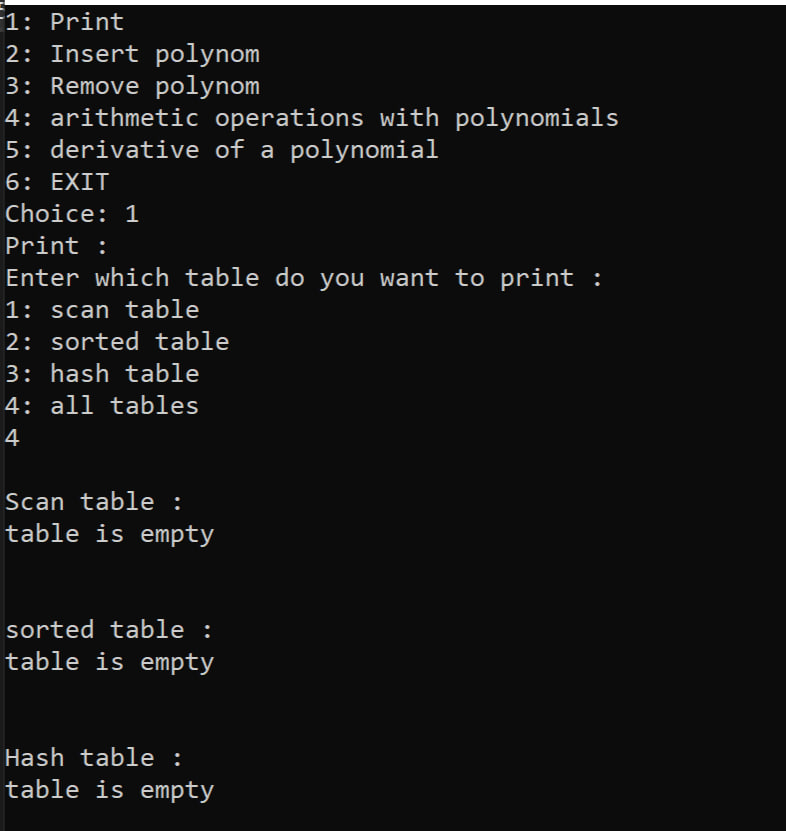 1: Print
2: Insert polynom
3: Remove polynom
4: arithmetic operations with polynomials
5: derivative of a polynomial
6: EXIT
Choice: 1
Print :
Enter which table do you want to print :
1: scan table
2: sorted table
3: hash table
4: all tables
4
Scan table :
table is empty
sorted table :
table is empty
Hash table :
table is empty